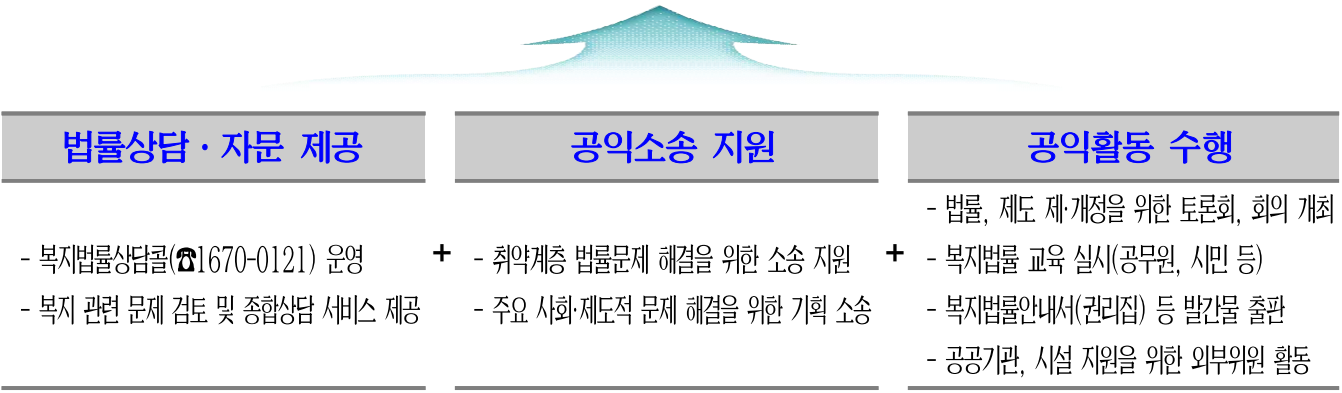 법률상담·자문 제공
- 복지법률상담콜(☎1670-0121) 운영
- 복지 관련 문제 검토 및 종합상담 서비스 제공
+
공익소송 지원
- 취약계층 법률문제 해결을 위한 소송 지원
- 주요 사회·제도적 문제 해결을 위한 기획 소송
+
공익활동 수행
- 법률, 제도 제·개정을 위한 토론회, 회의 개최
- 복지법률 교육 실시(공무원, 시민 등)
- 복지법률안내서(권리집) 등 발간물 출판
- 공공기관, 시설 지원을 위한 외부위원 활동